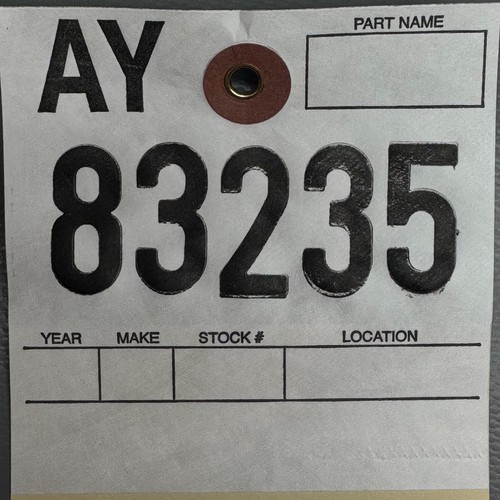 AY PART NAME
83235
YEAR MAKE STOCK # LOCATION